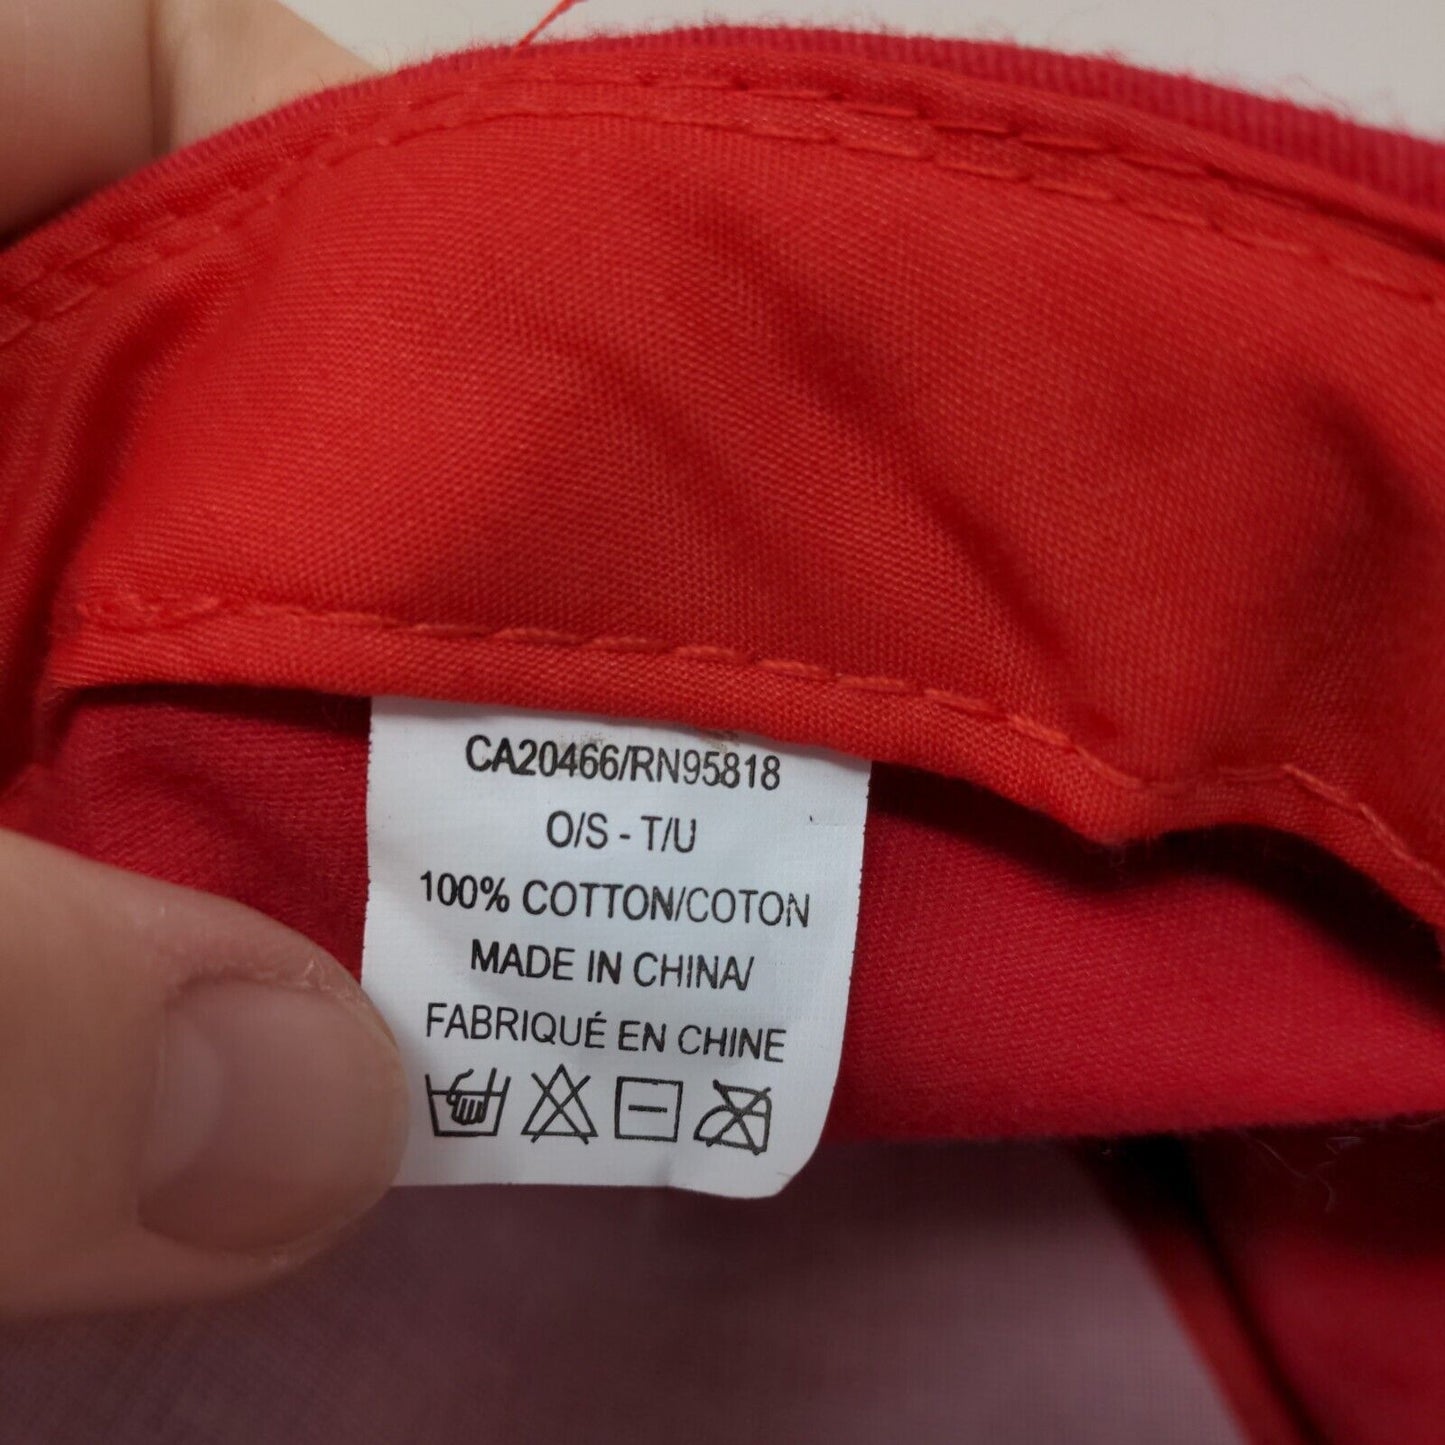 CA20466/RN95818
O/S - T/U
100% COTTON/COTON
MADE IN CHINA/
FABRIQUÉ EN CHINE